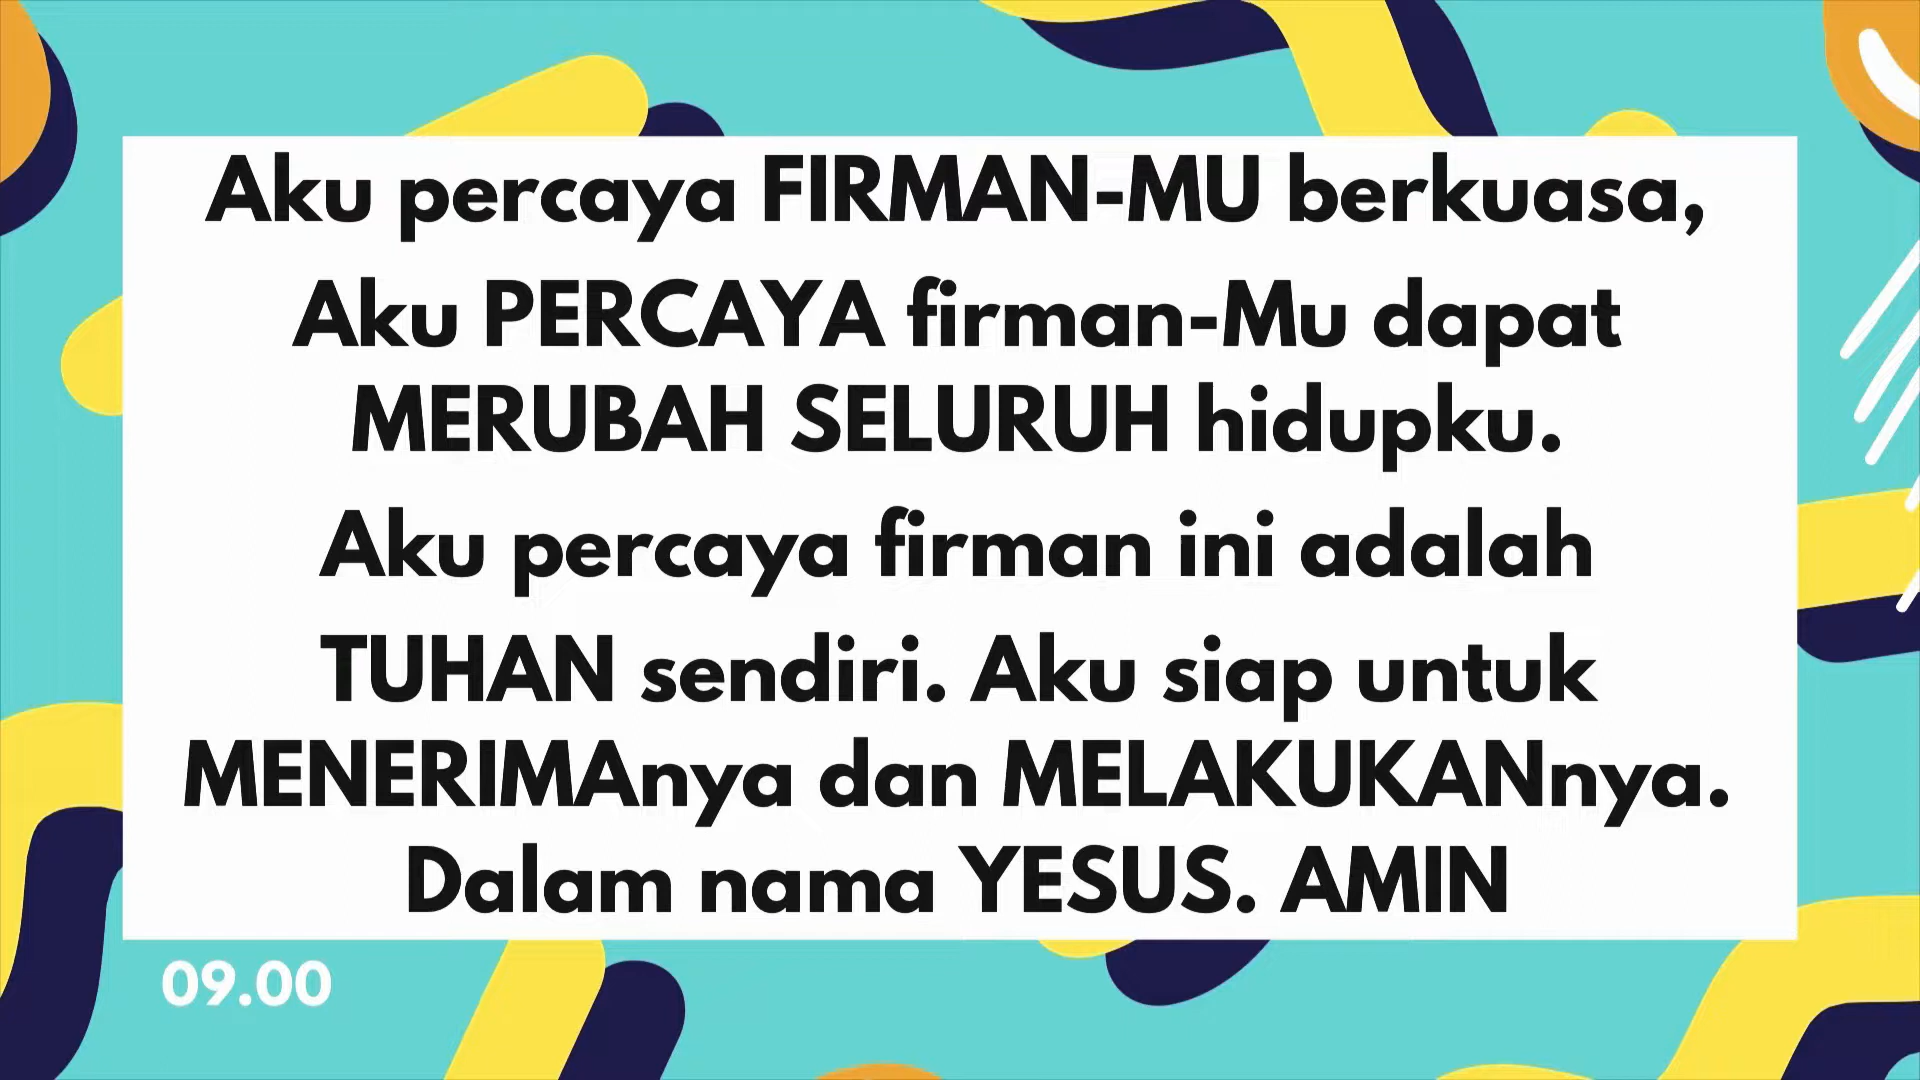 Aku percaya FIRMAN-MU berkuasa,
Aku PERCAYA firman-Mu dapat
MERUBAH SELURUH hidupku.
Aku percaya firman ini adalah
TUHAN sendiri. Aku siap untuk
MENERIMAnya dan MELAKUKANnya.
Dalam nama YESUS. AMIN
09.00